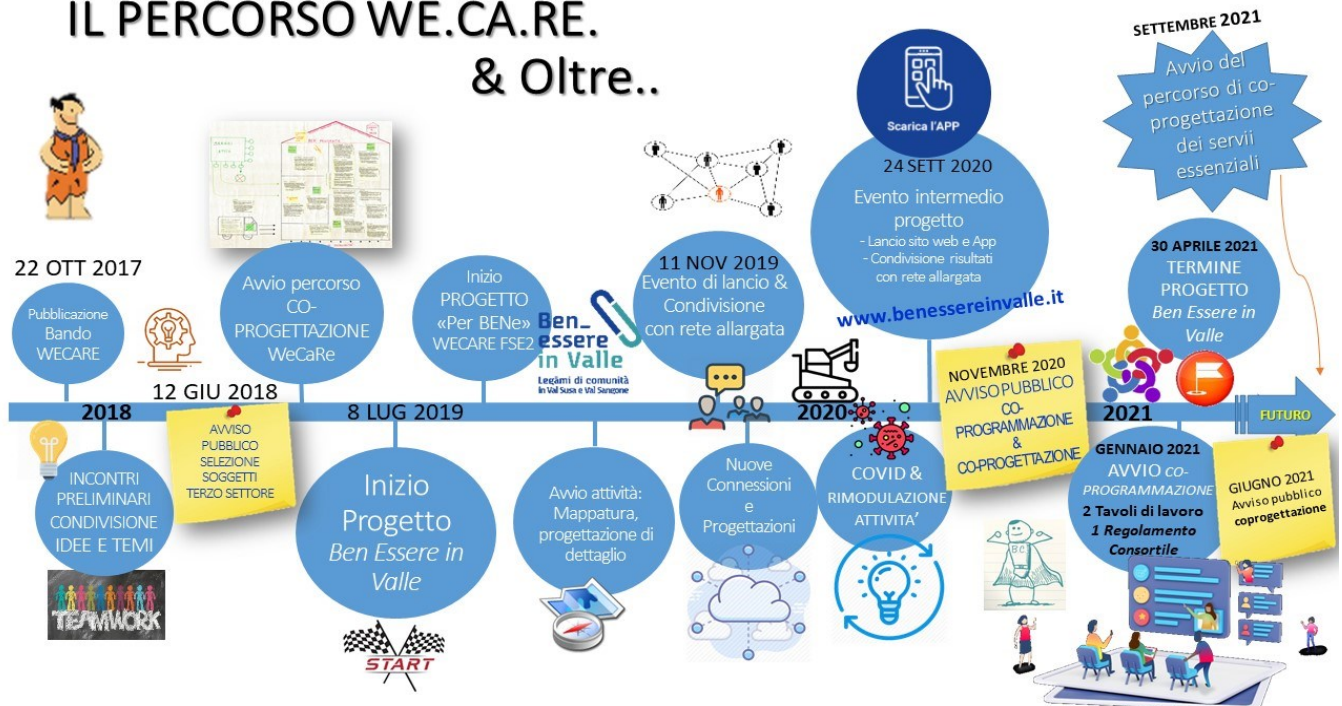 IL PERCORSO WE.CA.RE.
& Oltre..
22 OTT 2017
Pubblicazione
Bando
WECARE
2018
INCONTRI
PRELIMINARI
CONDIVISIONE
IDEE E TEMI
TEAMWORK
12 GIU 2018
AVVISO
PUBBLICO
SELEZIONE
SOGGETTI
TERZO SETTORE
Avvio percorso
CO-
PROGETTAZIONE
WeCaRe
8 LUG 2019
Inizio
Progetto
Ben Essere in
Valle
START
Inizio
PROGETTO
«Per BENe»
WECARE FSE2
Ben_
essere
in Valle
Legàmi di comunità
in Val Susa e Val Sangone
Avvio attività:
Mappatura,
progettazione di
dettaglio
11 NOV 2019
Evento di lancio &
Condivisione
con rete allargata
Nuove
Connessioni
e
Progettazioni
2020
COVID &
RIMODULAZIONE
ATTIVITA’
Scarica l'APP
24 SETT 2020
Evento intermedio
progetto
- Lancio sito web e App
- Condivisione risultati
con rete allargata
www.benessereinvalle.it
NOVEMBRE 2020
AVVISO PUBBLICO
CO-
PROGRAMMAZIONE
&
CO-PROGETTAZIONE
BC
2021
GENNAIO 2021
AVVIO co-
PROGRAMMAZIONE
2 Tavoli di lavoro
1 Regolamento
Consortile
30 APRILE 2021
TERMINE
PROGETTO
Ben Essere in
Valle
GIUGNO 2021
Avviso pubblico
coprogettazione
SETTEMBRE 2021
Avvio del
percorso di co-
progettazione
dei servii
essenziali
FUTURO